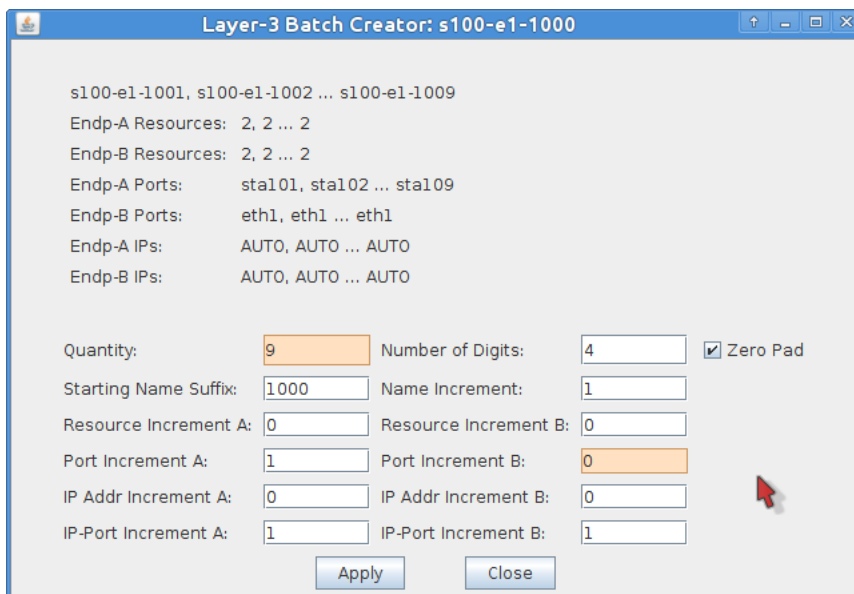 Layer-3 Batch Creator: s100-e1-1000
s100-e1-1001, s100-e1-1002 ... s100-e1-1009
Endp-A Resources: 2, 2 ... 2
Endp-B Resources: 2, 2 ... 2
Endp-A Ports: sta101, sta102 ... sta109
Endp-B Ports: eth1, eth1 ... eth1
Endp-A IPs: AUTO, AUTO ... AUTO
Endp-B IPs: AUTO, AUTO ... AUTO
Quantity: 9 Number of Digits: 4 Zero Pad
Starting Name Suffix: 1000 Name Increment: 1
Resource Increment A: 0 Resource Increment B: 0
Port Increment A: 1 Port Increment B: 0
IP Addr Increment A: 0 IP Addr Increment B: 0
IP-Port Increment A: 1 IP-Port Increment B: 1
Apply Close